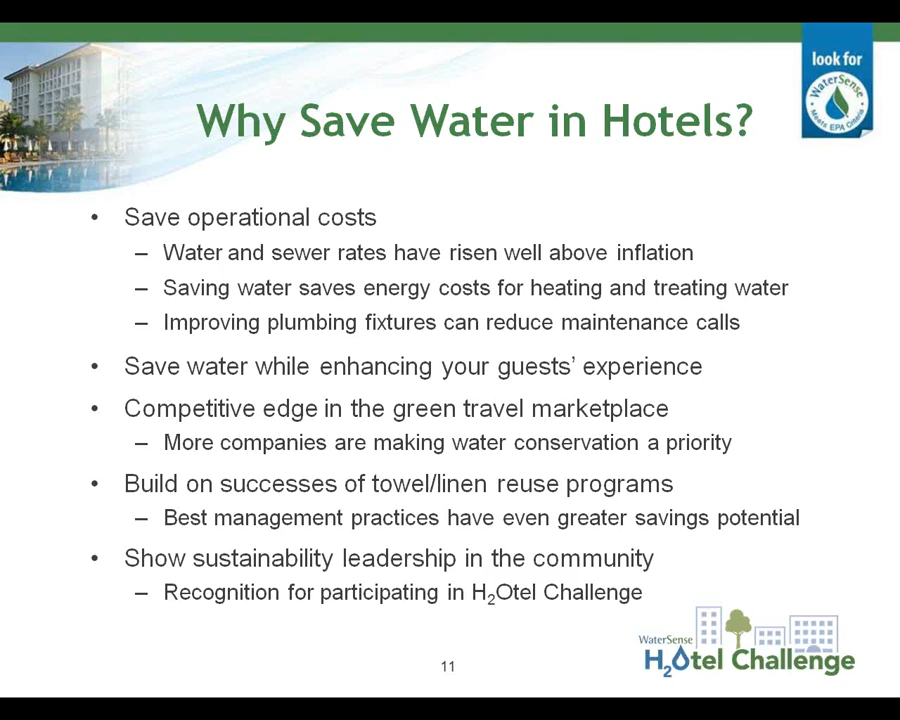 look for
WaterSense
Meets EPA Criteria
Why Save Water in Hotels?
• Save operational costs
– Water and sewer rates have risen well above inflation
– Saving water saves energy costs for heating and treating water
– Improving plumbing fixtures can reduce maintenance calls
• Save water while enhancing your guests’ experience
• Competitive edge in the green travel marketplace
– More companies are making water conservation a priority
• Build on successes of towel/linen reuse programs
– Best management practices have even greater savings potential
• Show sustainability leadership in the community
– Recognition for participating in H₂Otel Challenge
WaterSense
H₂Otel Challenge
11